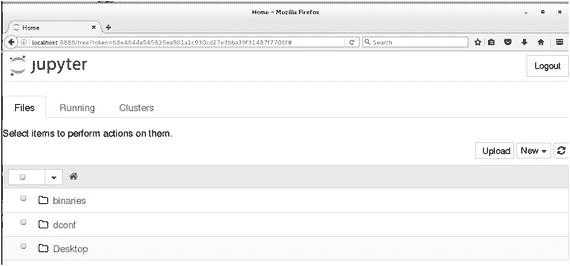 Home - Mozilla Firefox
Home
localhost:8888/tree?token=68e4644a545835ea901a1c930cd27e3bba39f31487f7706f#
Search
jupyter
Logout
Files Running Clusters
Select items to perform actions on them.
Upload New
binaries
dconf
Desktop